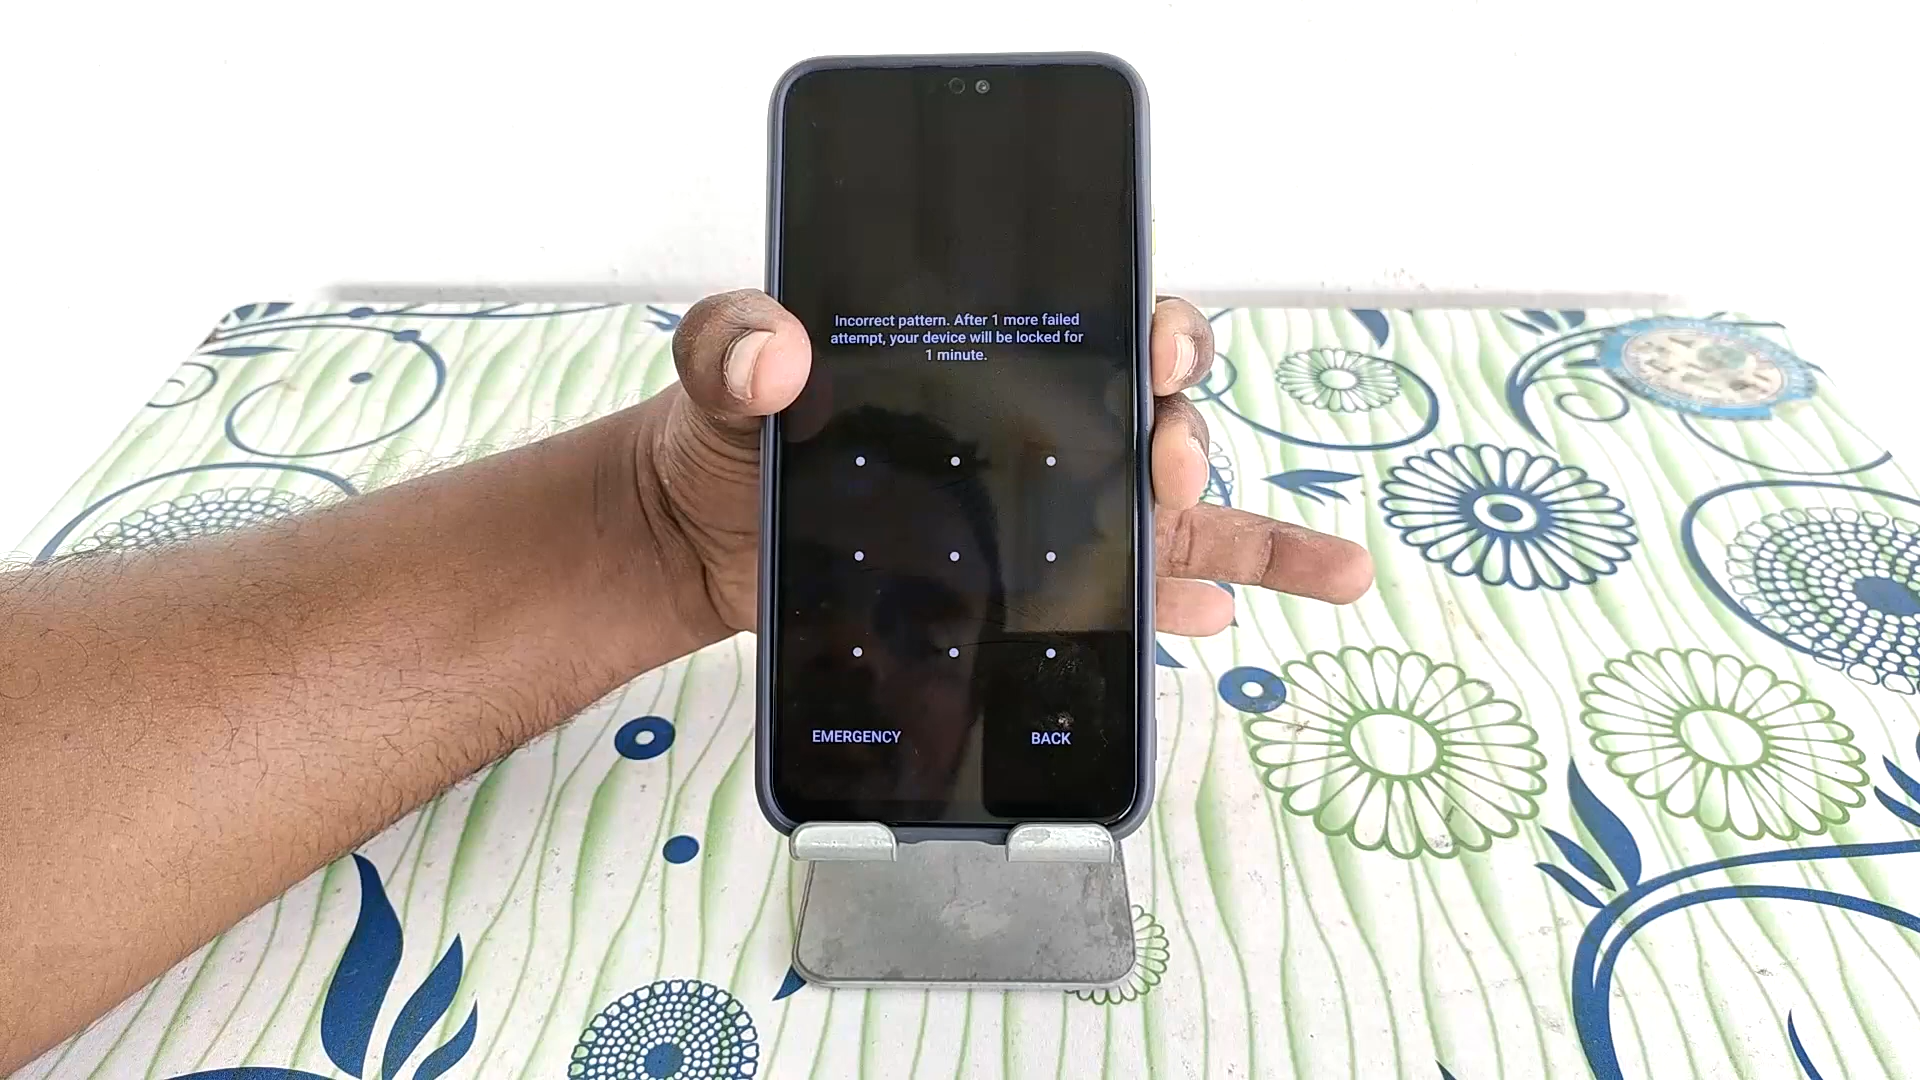 Incorrect pattern. After 1 more failed
attempt, your device will be locked for
1 minute.
EMERGENCY
BACK